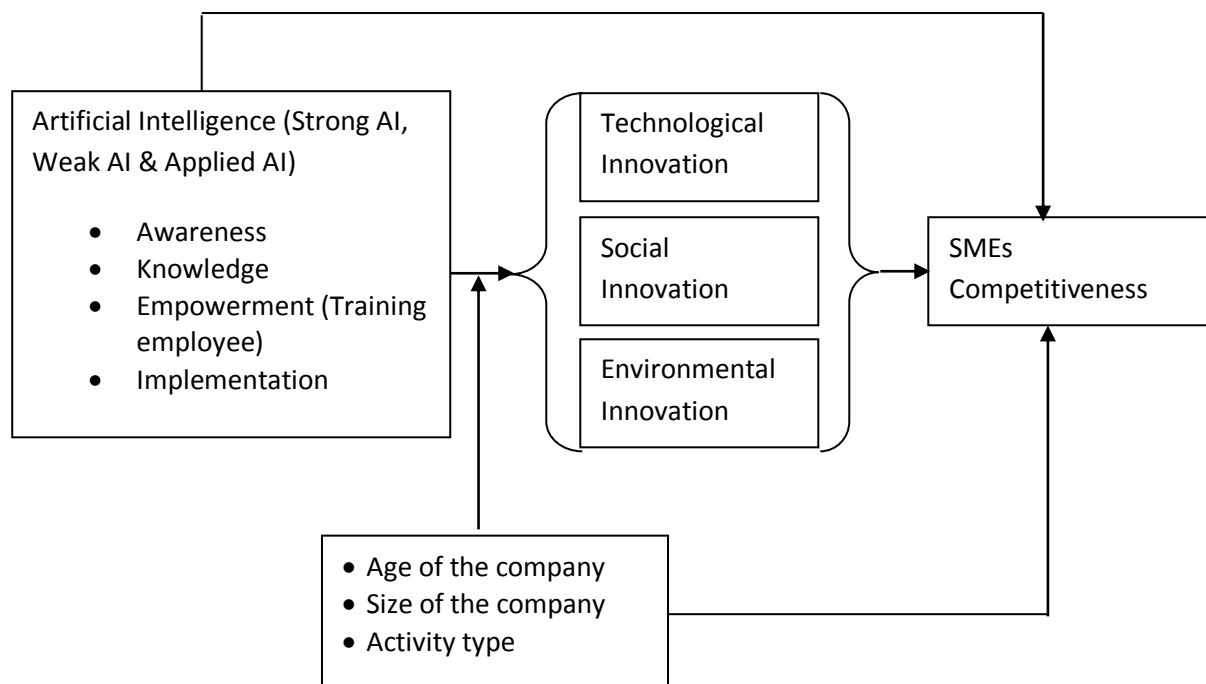 Artificial Intelligence (Strong AI,
Weak AI & Applied AI)
• Awareness
• Knowledge
• Empowerment (Training
employee)
• Implementation
Technological
Innovation
Social
Innovation
Environmental
Innovation
SMEs
Competitiveness
• Age of the company
• Size of the company
• Activity type